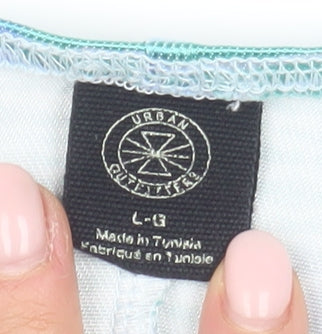 URBAN
OUTFITTERS
L-G
Made in Tunisia
Fabriqué en Tunisie